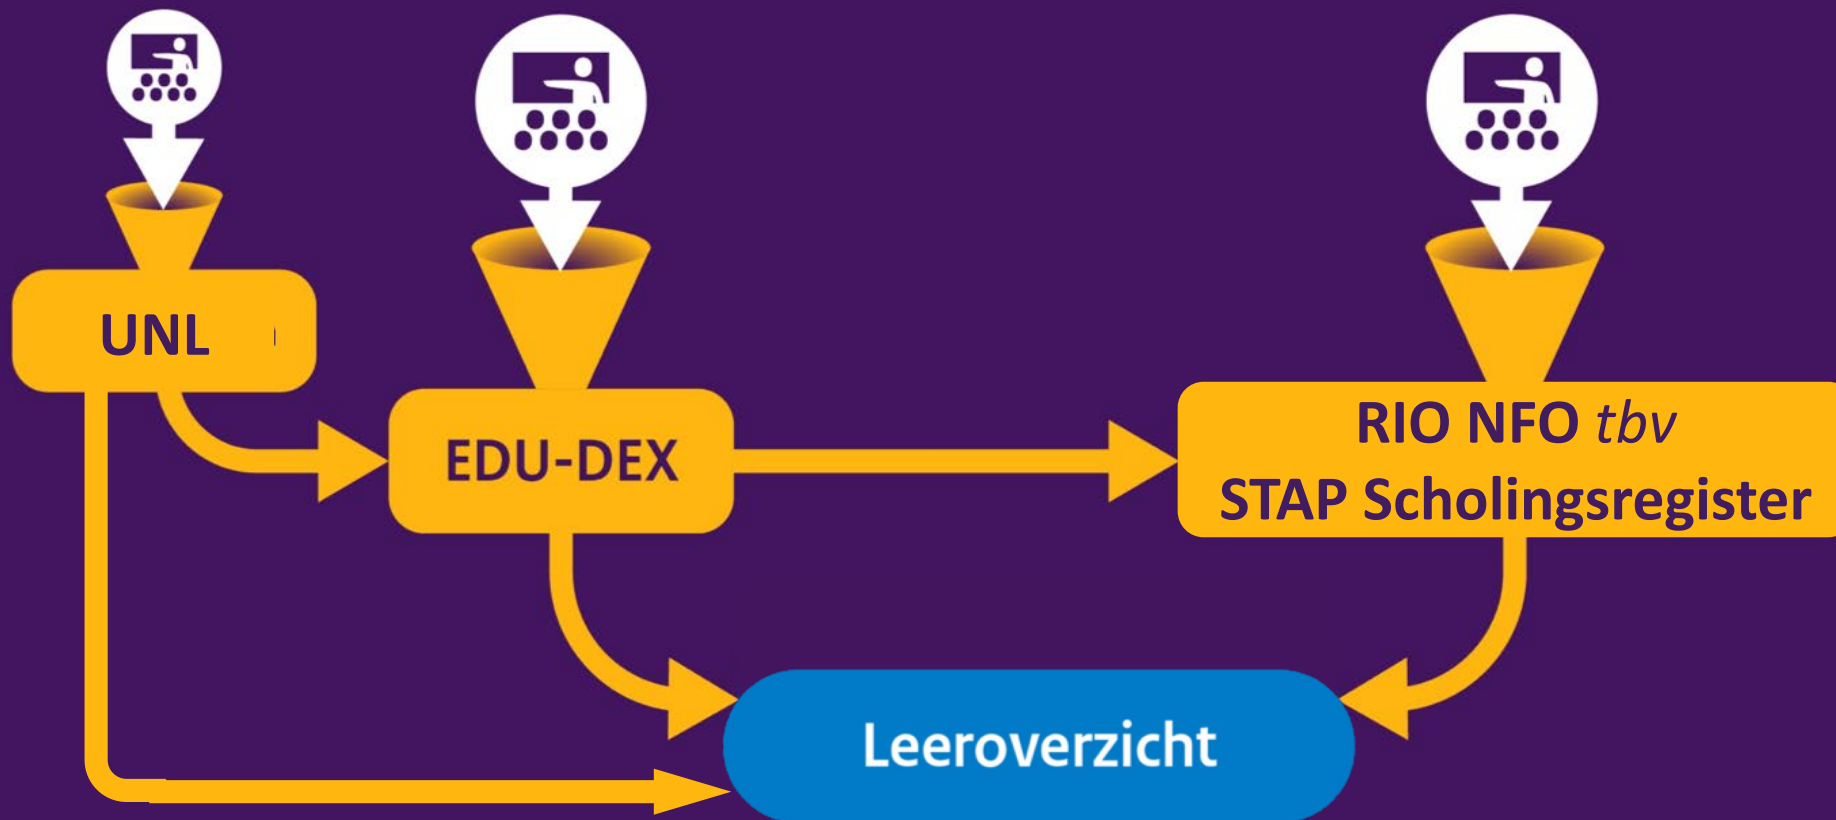 UNL
EDU-DEX
RIO NFO tbv
STAP Scholingsregister
Leeroverzicht